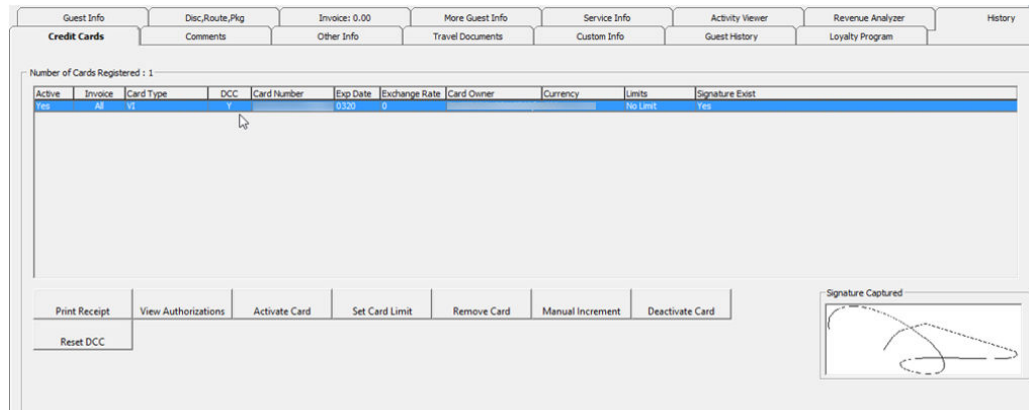 Guest Info Disc,Route,Pkg Invoice: 0.00 More Guest Info Service Info Activity Viewer Revenue Analyzer History
Credit Cards Comments Other Info Travel Documents Custom Info Guest History Loyalty Program
Number of Cards Registered : 1
Active Invoice Card Type DCC Card Number Exp Date Exchange Rate Card Owner Currency Limits Signature Exist
Yes All VI Y 0320 0 No Limit Yes
Print Receipt View Authorizations Activate Card Set Card Limit Remove Card Manual Increment Deactivate Card
Reset DCC
Signature Captured